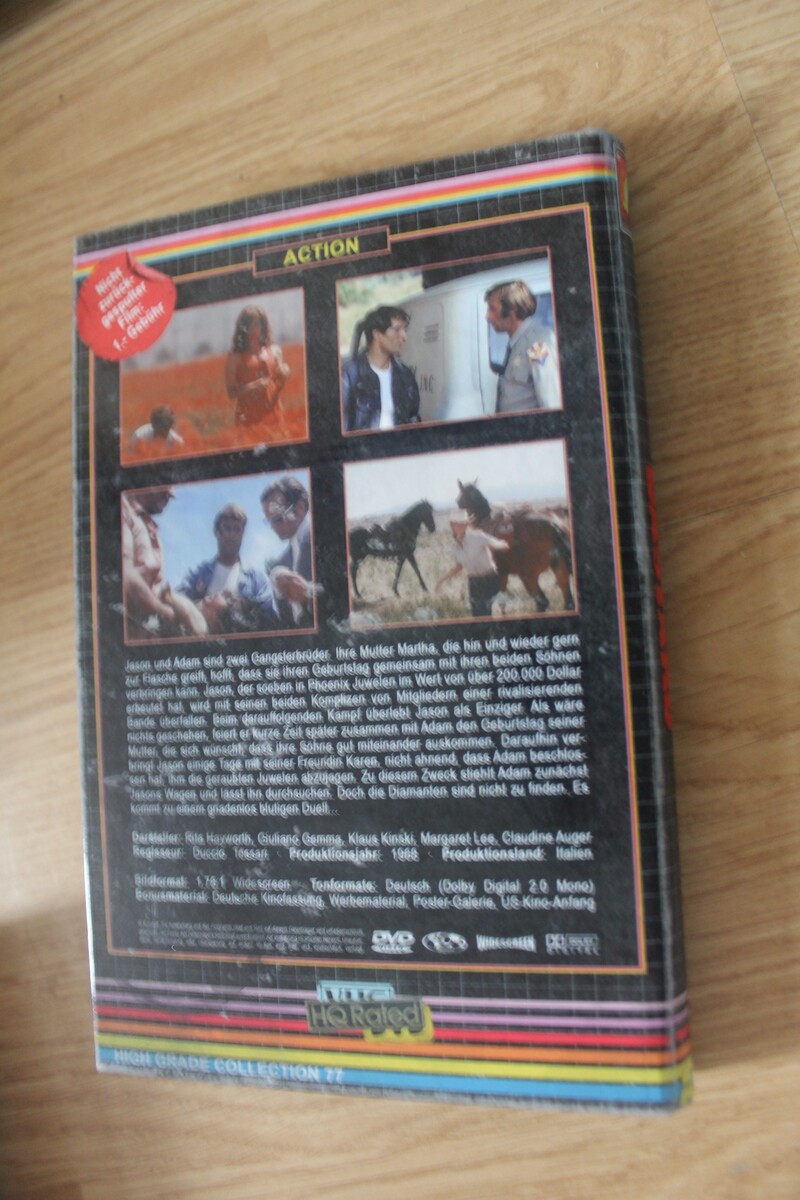 ACTION
Nicht
zurück-
gespulter
Film:
1,- Gebühr
INC
Jason und Adam sind zwei Gangsterbrüder. Ihre Mutter Martha, die hin und wieder gern
zur Flasche greift, hofft, dass sie ihren Geburtstag gemeinsam mit ihren beiden Söhnen
verbringen kann. Jason, der soeben in Phoenix Juwelen im Wert von über 200 000 Dollar
erbeutet hat, wird mit seinen beiden Komplizen von Mitgliedern einer rivalisierenden
Bande überfallen. Beim darauffolgenden Kampf überlebt Jason als Einziger. Als wäre
nichts geschehen, feiert er kurze Zeit später zusammen mit Adam den Geburtstag seiner
Mutter, die sich wünscht, dass ihre Söhne gut miteinander auskommen. Daraufhin ver-
bringt Jason einige Tage mit seiner Freundin Karen, nicht ahnend, dass Adam beschlos-
sen hat, ihm die geraubten Juwelen abzujagen. Zu diesem Zweck stiehlt Adam zunächst
Jasons Wagen und lässt ihn durchsuchen. Doch die Diamanten sind nicht zu finden. Es
kommt zu einem gnadenlos blutigen Duell...
Darsteller: Rita Hayworth, Giuliano Gemma, Klaus Kinski, Margaret Lee, Claudine Auger
Regisseur: Duccio Tessari · Produktionsjahr: 1968 · Produktionsland: Italien
Bildformat: 1.78:1 Widescreen · Tonformate: Deutsch (Dolby Digital 2.0 Mono)
Bonusmaterial: Deutsche Kinofassung, Werbematerial, Poster-Galerie, US-Kino-Anfang
DVD
WIDESCREEN
DOLBY
DIGITAL
VHS
HQ Rated
HIGH GRADE COLLECTION 77